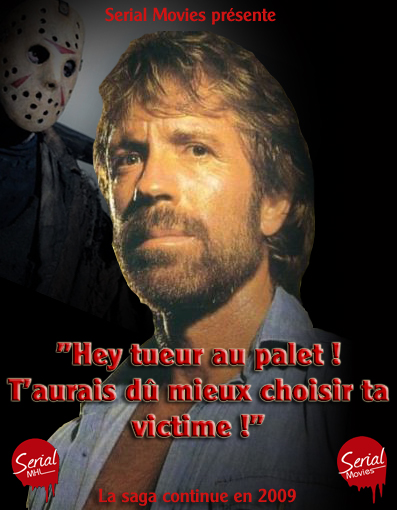 Serial Movies présente
"Hey tueur au palet !
T'aurais dû mieux choisir ta
victime !"
Serial
MHL
Serial
Movies
La saga continue en 2009